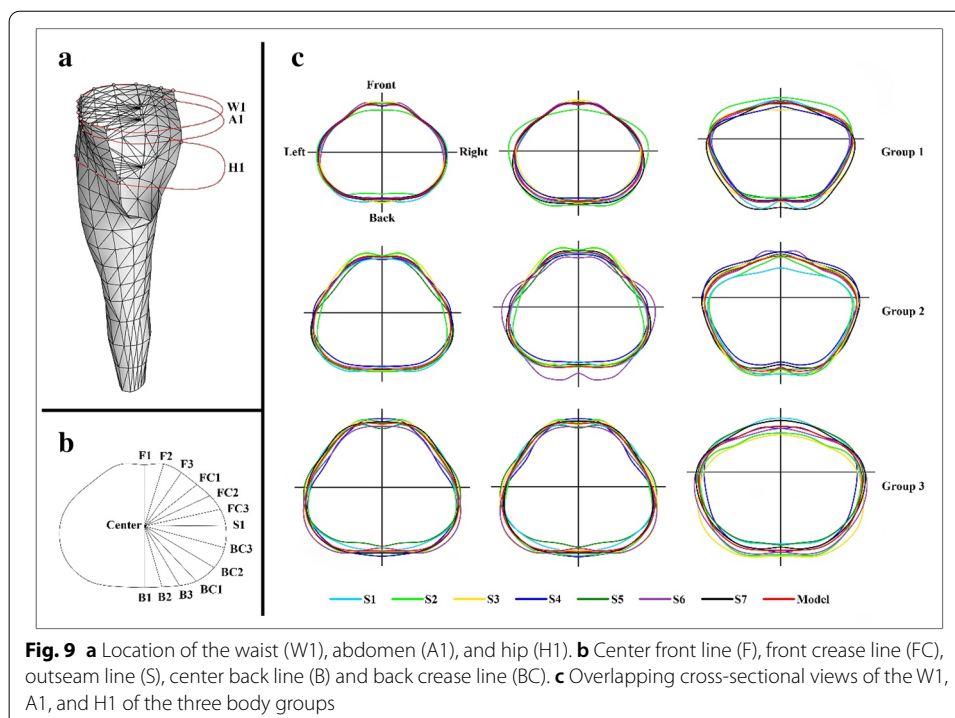 a
W1
A1
H1
b
F1 F2
F3
FC1
FC2
FC3
Center
S1
BC3
BC2
BC1
B1 B2 B3
c
Front
Left Right
Back
Group 1
Group 2
Group 3
S1 S2 S3 S4 S5 S6 S7 Model
Fig. 9 a Location of the waist (W1), abdomen (A1), and hip (H1). b Center front line (F), front crease line (FC),
outseam line (S), center back line (B) and back crease line (BC). c Overlapping cross-sectional views of the W1,
A1, and H1 of the three body groups